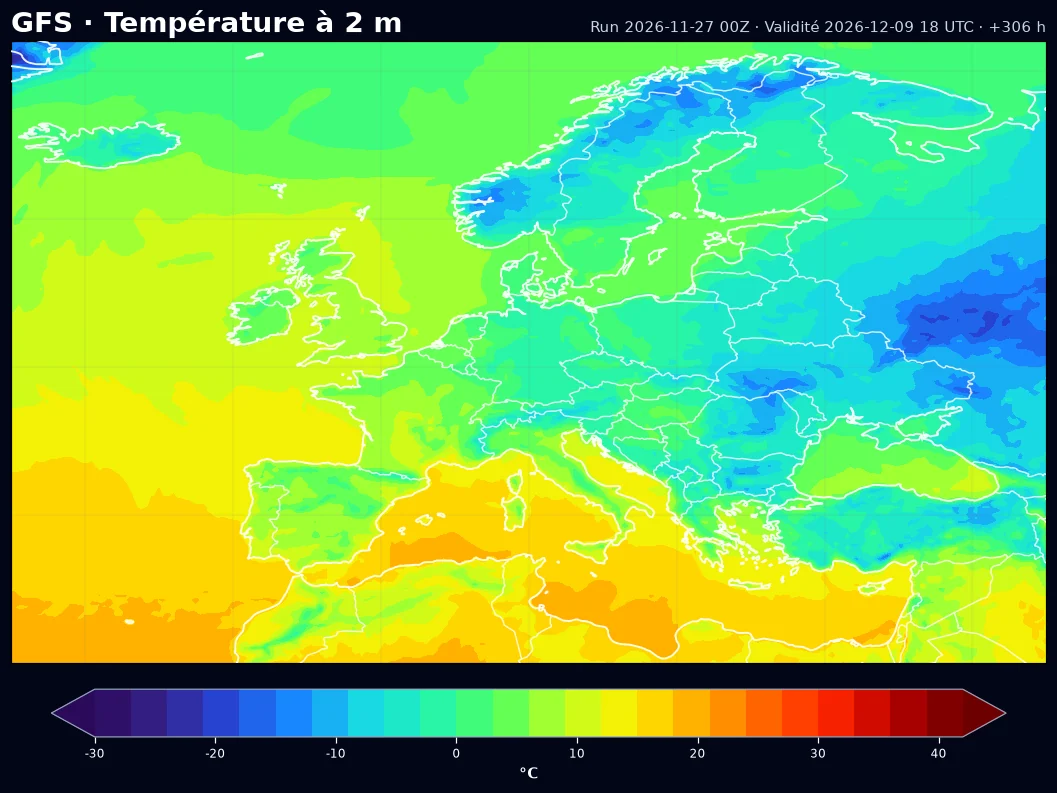 GFS · Température à 2 m
Run 2026-11-27 00Z · Validité 2026-12-09 18 UTC · +306 h
-30 -20 -10 0 10 20 30 40
°C